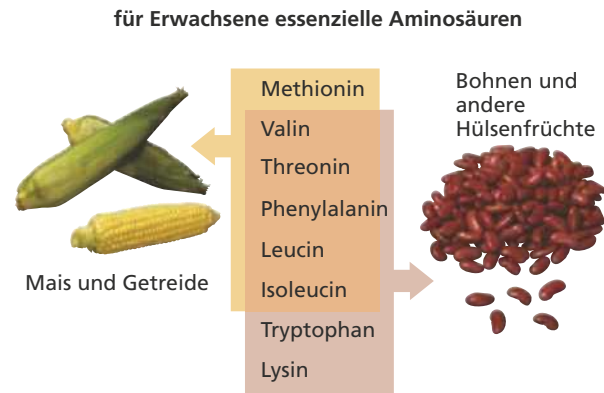 für Erwachsene essenzielle Aminosäuren
Methionin
Valin
Threonin
Phenylalanin
Leucin
Isoleucin
Tryptophan
Lysin
Mais und Getreide
Bohnen und
andere
Hülsenfrüchte